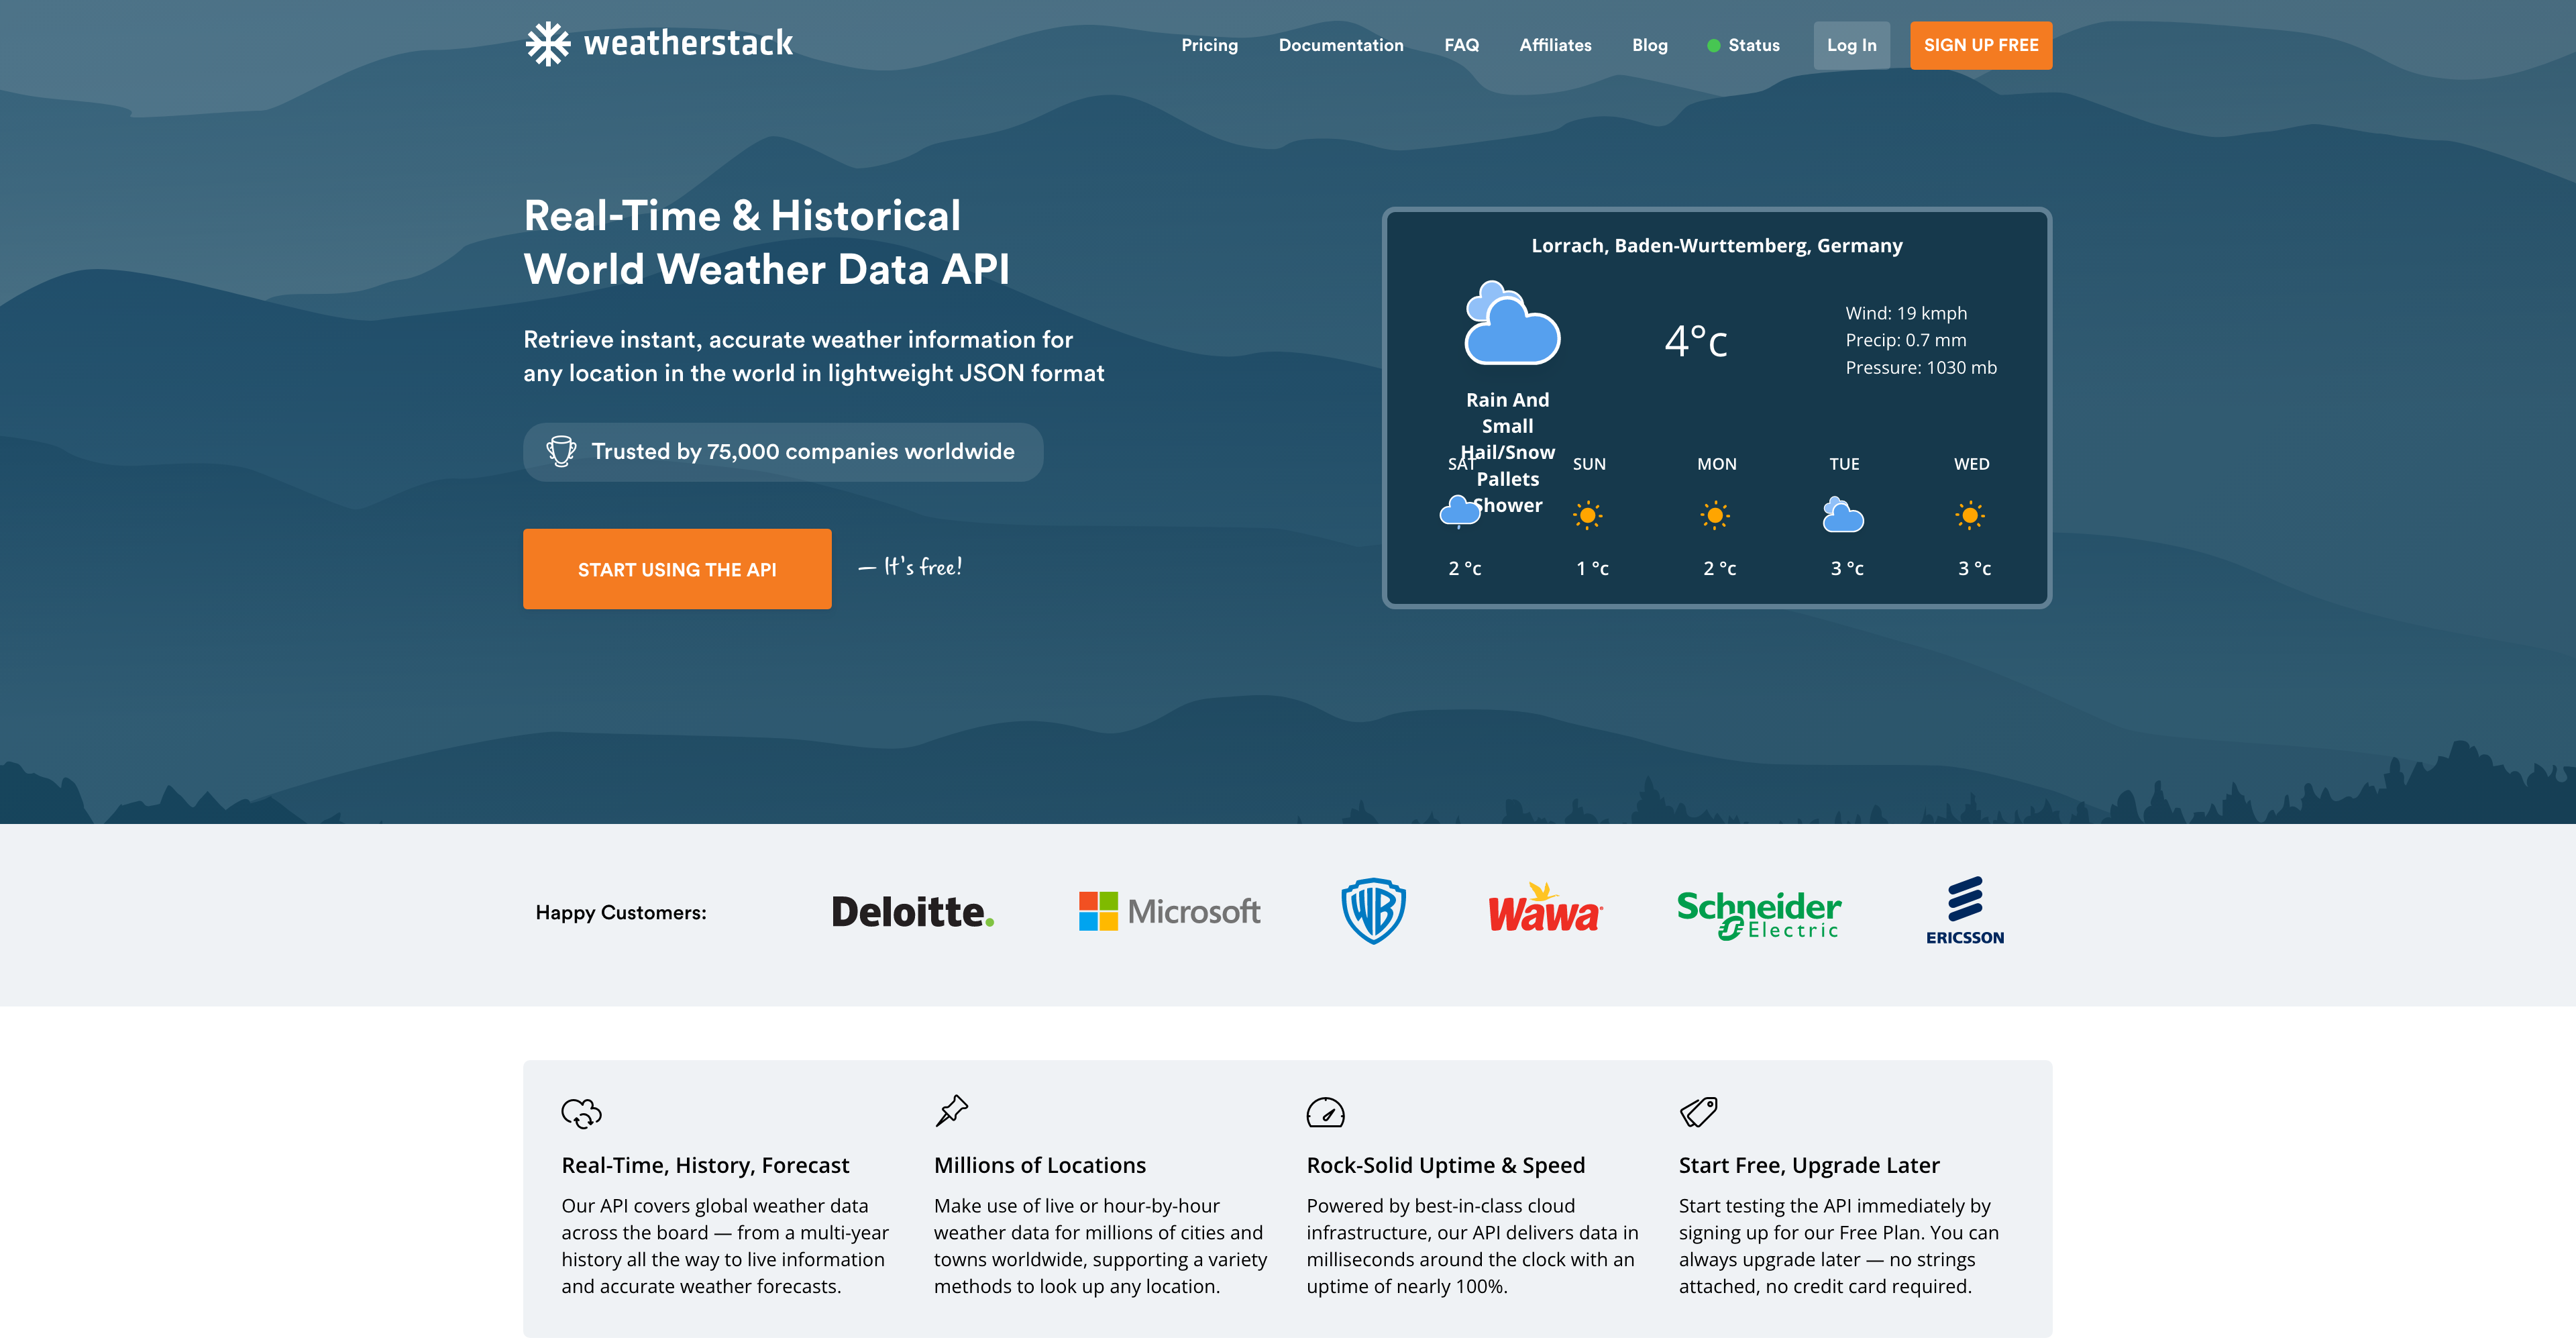 weatherstack
Pricing Documentation FAQ Affiliates Blog Status Log In SIGN UP FREE
Real-Time & Historical
World Weather Data API
Retrieve instant, accurate weather information for
any location in the world in lightweight JSON format
Trusted by 75,000 companies worldwide
START USING THE API
— It's free!
Lorrach, Baden-Wurttemberg, Germany
4°c
Wind: 19 kmph
Precip: 0.7 mm
Pressure: 1030 mb
Rain And
Small
Hail/Snow
Pallets
Shower
SAT SUN MON TUE WED
2 °c 1 °c 2 °c 3 °c 3 °c
Happy Customers:
Deloitte.
Microsoft
WB
Wawa
Schneider
Electric
ERICSSON
Real-Time, History, Forecast
Our API covers global weather data
across the board — from a multi-year
history all the way to live information
and accurate weather forecasts.
Millions of Locations
Make use of live or hour-by-hour
weather data for millions of cities and
towns worldwide, supporting a variety
methods to look up any location.
Rock-Solid Uptime & Speed
Powered by best-in-class cloud
infrastructure, our API delivers data in
milliseconds around the clock with an
uptime of nearly 100%.
Start Free, Upgrade Later
Start testing the API immediately by
signing up for our Free Plan. You can
always upgrade later — no strings
attached, no credit card required.